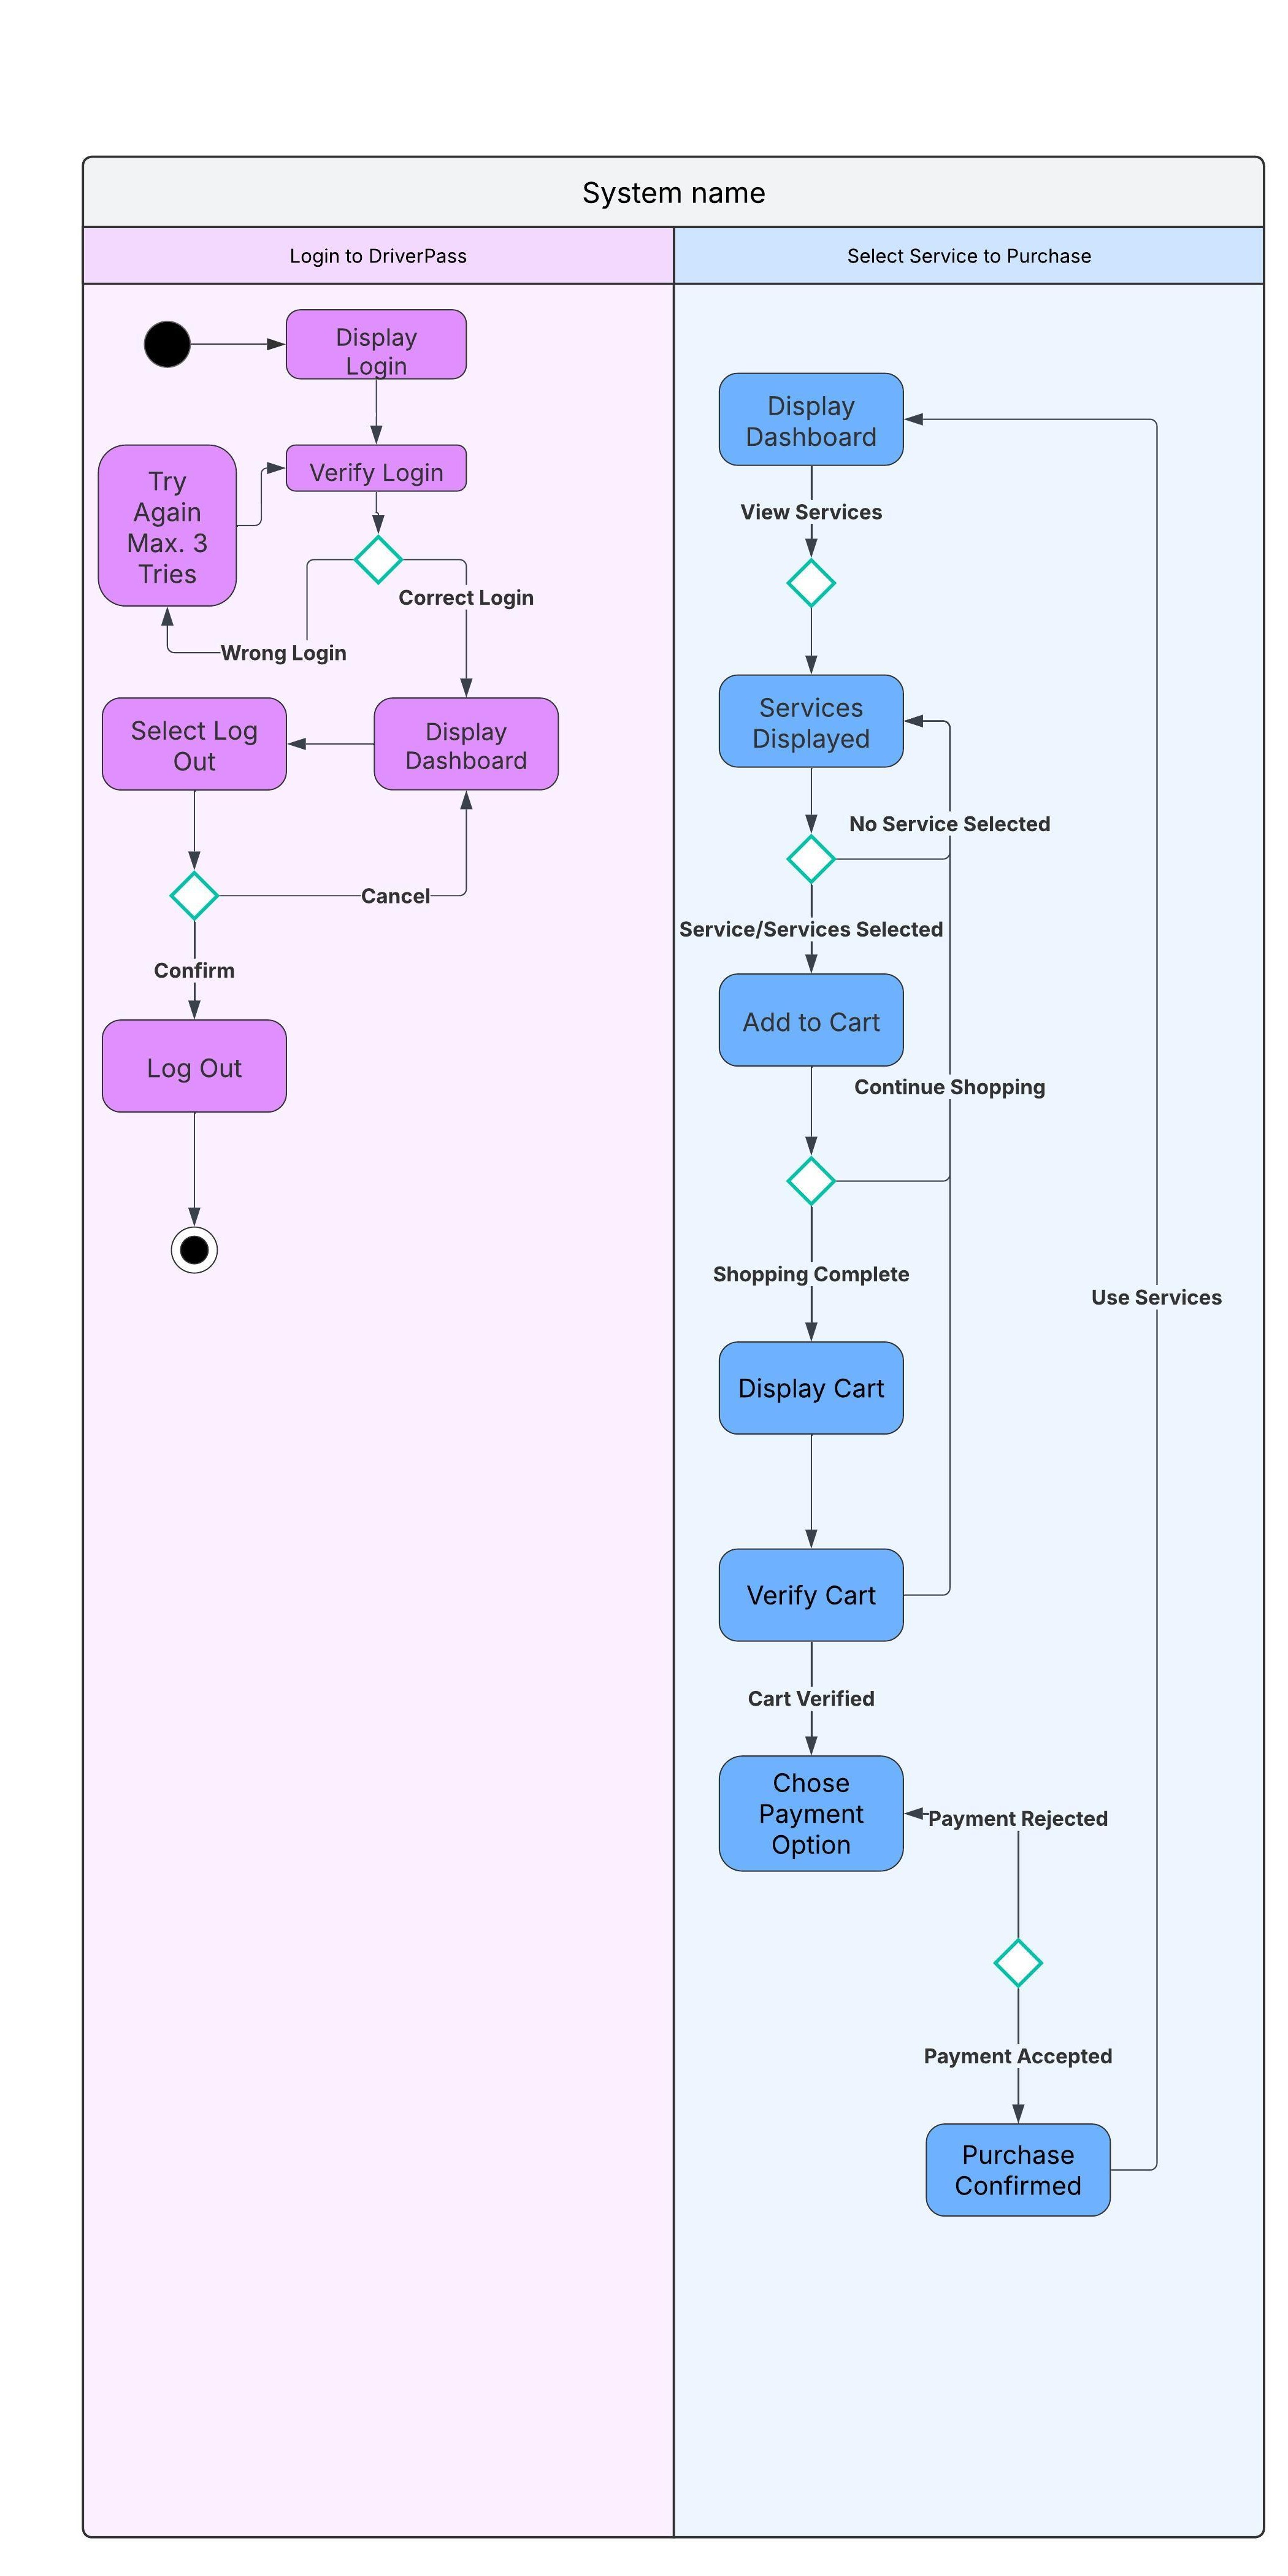 System name
Login to DriverPass
Select Service to Purchase
Display
Login
Verify Login
Try
Again
Max. 3
Tries
Correct Login
Wrong Login
Select Log
Out
Display
Dashboard
Cancel
Confirm
Log Out
Display
Dashboard
View Services
Services
Displayed
No Service Selected
Service/Services Selected
Add to Cart
Continue Shopping
Shopping Complete
Use Services
Display Cart
Verify Cart
Cart Verified
Chose
Payment
Option
Payment Rejected
Payment Accepted
Purchase
Confirmed